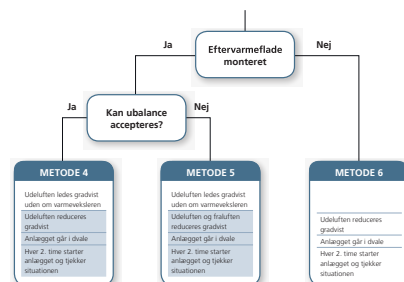 Ja
Eftervarmeflade
monteret
Nej
Ja
Kan ubalance
accepteres?
Nej
METODE 4
Udeluften ledes gradvist
uden om varmeveksleren
Udeluften reduceres
gradvist
Anlægget går i dvale
Hver 2. time starter
anlægget og tjekker
situationen
METODE 5
Udeluften ledes gradvist
uden om varmeveksleren
Udeluften og fraluften
reduceres gradvist
Anlægget går i dvale
Hver 2. time starter
anlægget og tjekker
situationen
METODE 6
Udeluften reduceres
gradvist
Anlægget går i dvale
Hver 2. time starter
anlægget og tjekker
situationen